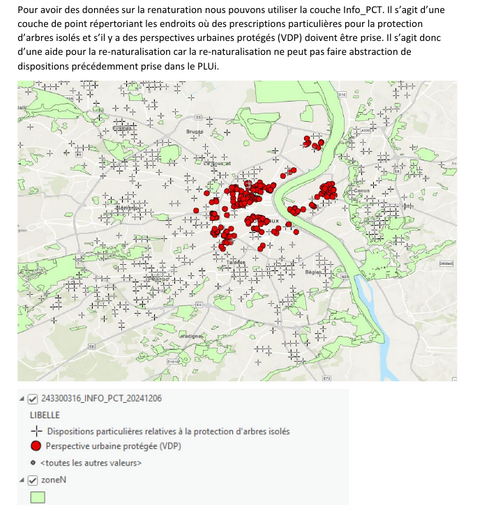 Pour avoir des données sur la renaturation nous pouvons utiliser la couche Info_PCT. Il s'agit d'une
couche de point répertoriant les endroits où des prescriptions particulières pour la protection
d'arbres isolés et s'il y a des perspectives urbaines protégés (VDP) doivent être prise. Il s'agit donc
d'une aide pour la re-naturalisation car la re-naturalisation ne peut pas faire abstraction de
dispositions précédemment prise dans le PLUi.
Bruges
Bègles
243300316_INFO_PCT_20241206
LIBELLE
Dispositions particulières relatives à la protection d'arbres isolés
Perspective urbaine protégée (VDP)
<toutes les autres valeurs>
zoneN